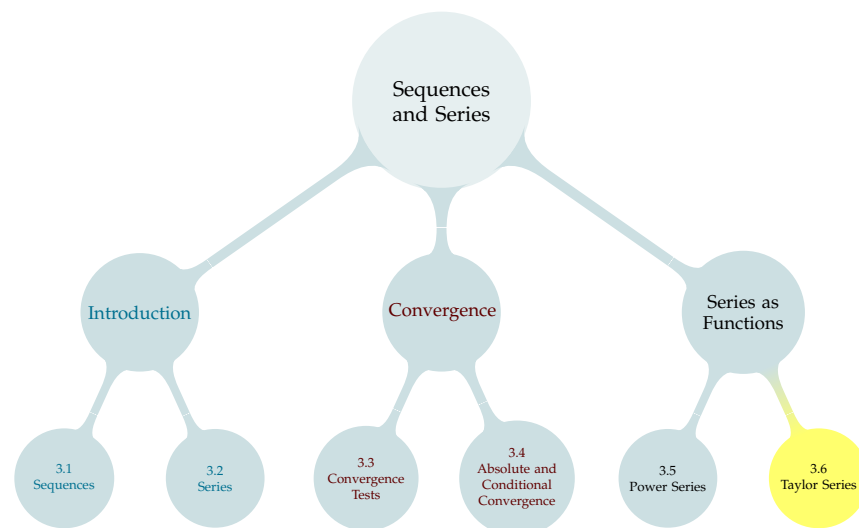 Sequences
and Series
Introduction
Convergence
Series as
Functions
3.1
Sequences
3.2
Series
3.3
Convergence
Tests
3.4
Absolute and
Conditional
Convergence
3.5
Power Series
3.6
Taylor Series